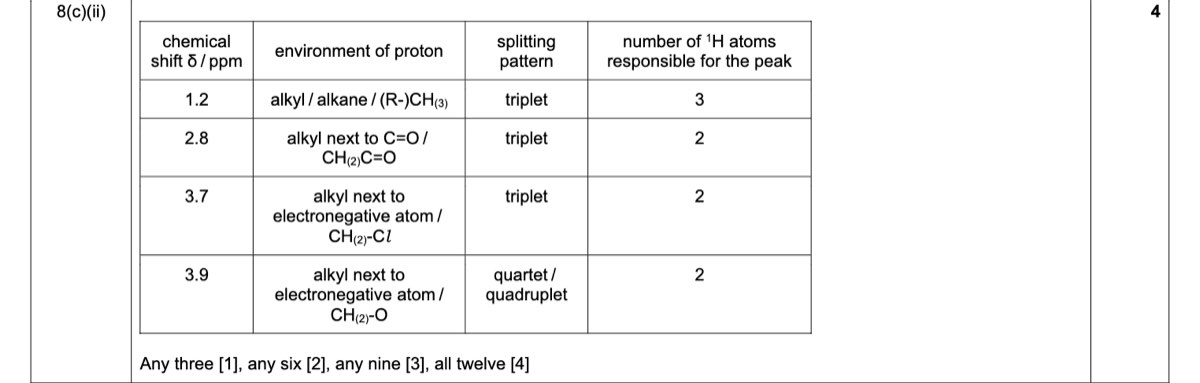 8(c)(ii)
4
chemical
shift δ / ppm
environment of proton
splitting
pattern
number of ¹H atoms
responsible for the peak
1.2
alkyl / alkane / (R-)CH₍₃₎
triplet
3
2.8
alkyl next to C=O /
CH₍₂₎C=O
triplet
2
3.7
alkyl next to
electronegative atom /
CH₍₂₎-Cl
triplet
2
3.9
alkyl next to
electronegative atom /
CH₍₂₎-O
quartet /
quadruplet
2
Any three [1], any six [2], any nine [3], all twelve [4]